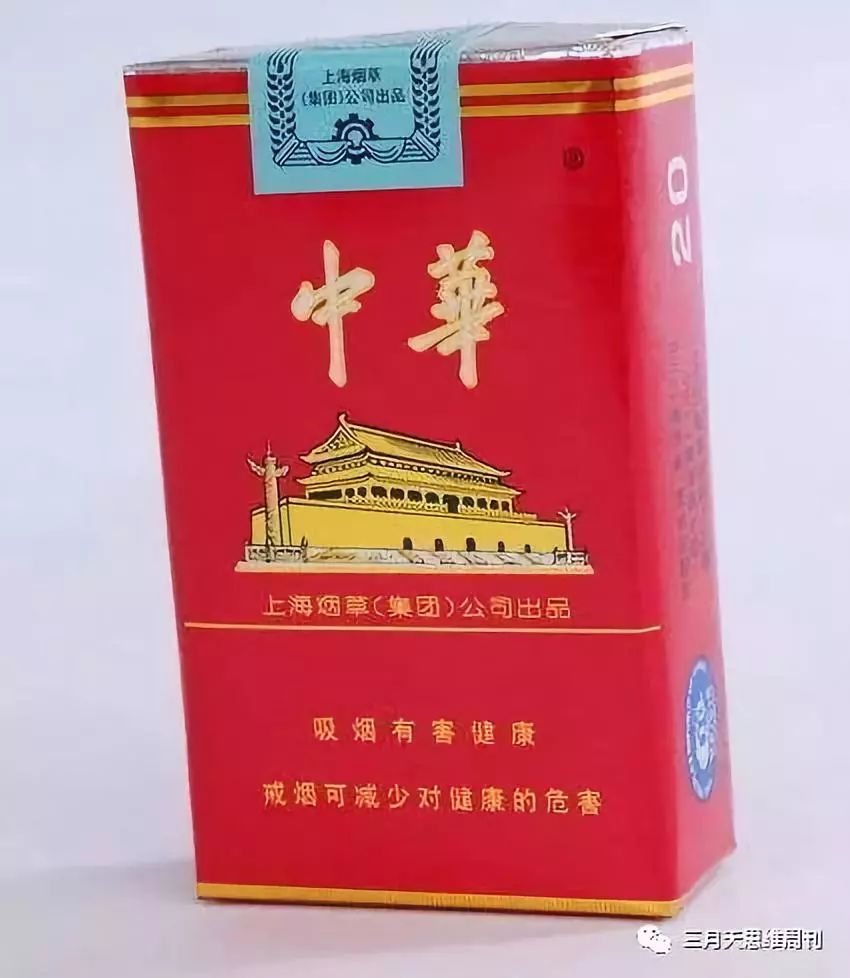 上海烟草
(集团)公司出品
20
中華
上海烟草(集团)公司出品
吸烟有害健康
戒烟可减少对健康的危害
三月天思维周刊